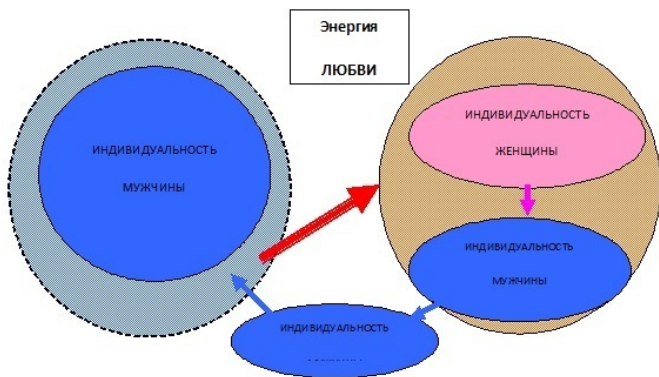 Энергия
ЛЮБВИ
ИНДИВИДУАЛЬНОСТЬ
МУЖЧИНЫ
ИНДИВИДУАЛЬНОСТЬ
ЖЕНЩИНЫ
ИНДИВИДУАЛЬНОСТЬ
МУЖЧИНЫ
ИНДИВИДУАЛЬНОСТЬ